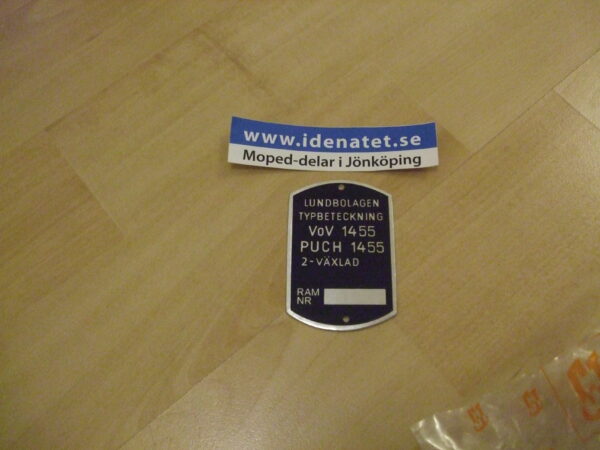 www.idenatet.se
Moped-delar i Jönköping
LUNDBOLAGEN
TYPBETECKNING
VoV 1455
PUCH 1455
2-VÄXLAD
RAM
NR